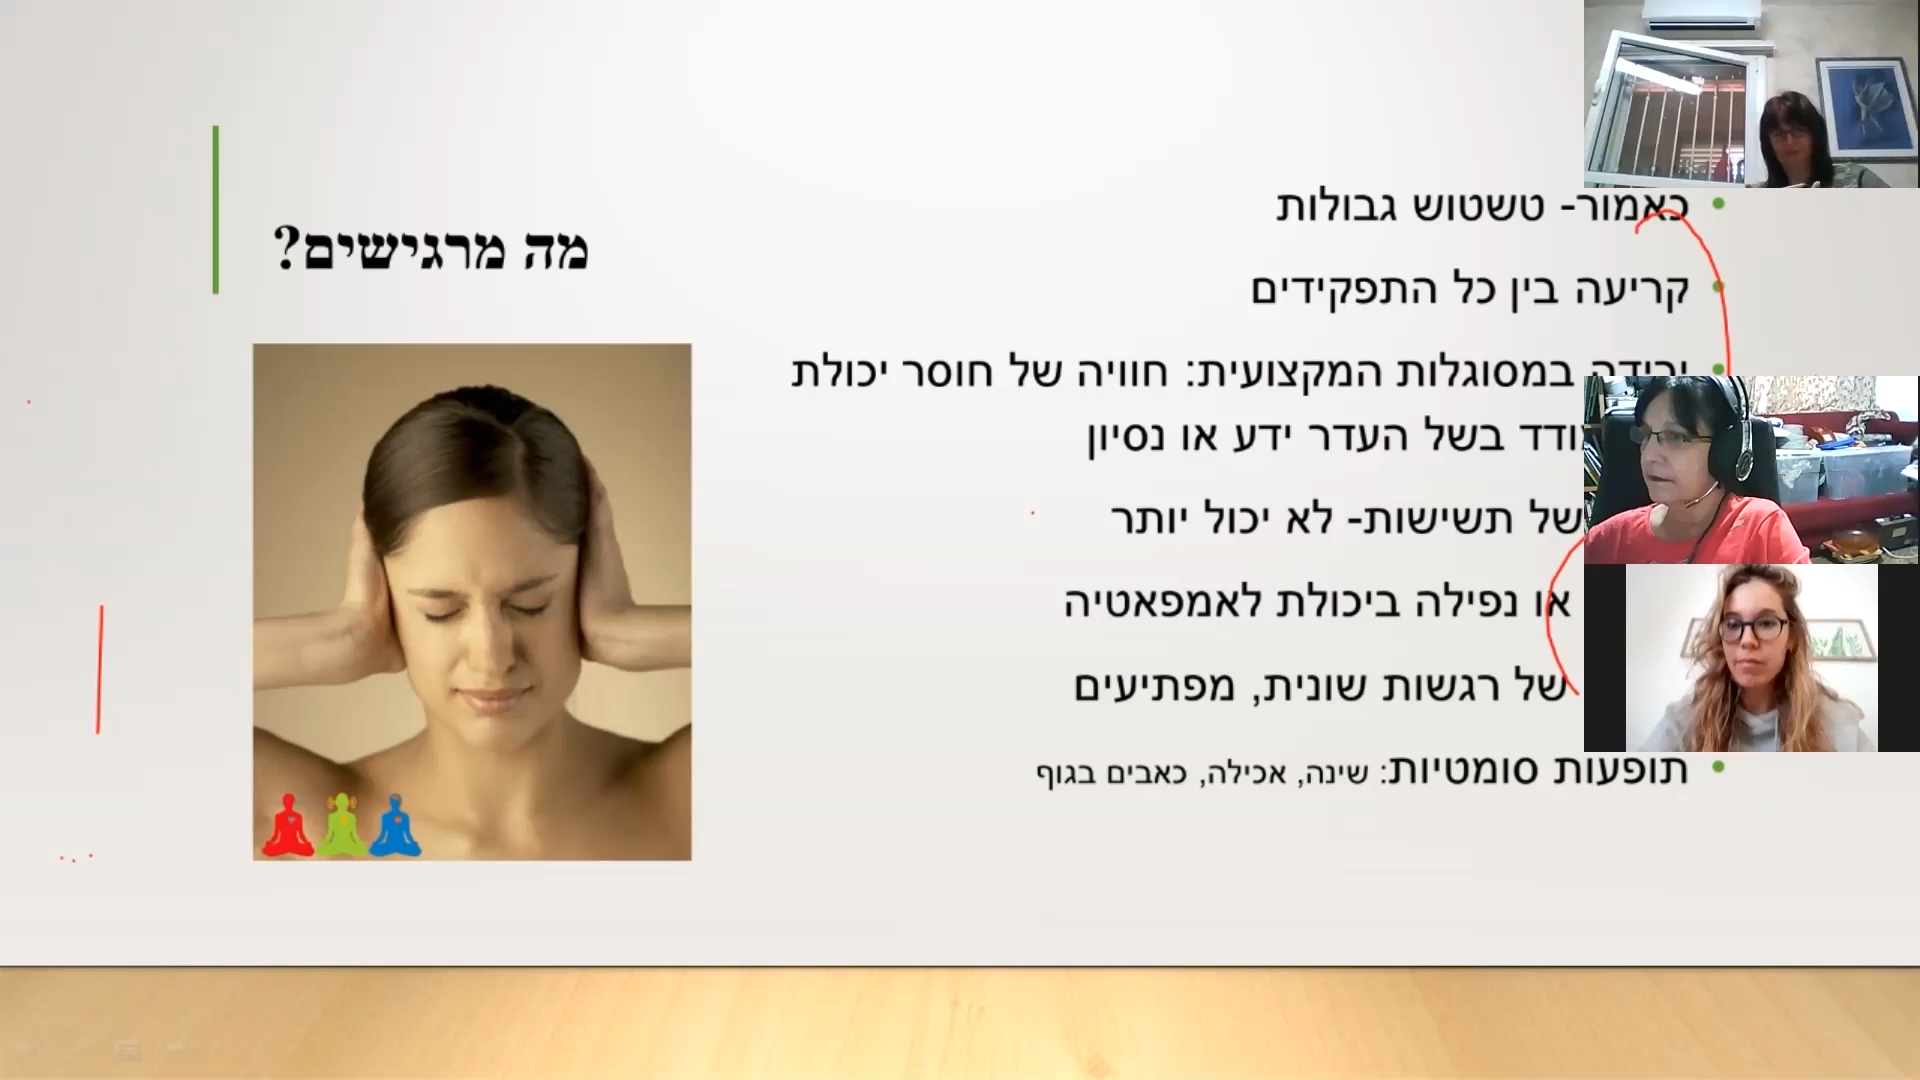 מה מרגישים?
כאמור- טשטוש גבולות
קריעה בין כל התפקידים
ירידה במסוגלות המקצועית: חוויה של חוסר יכולת
בשל העדר ידע או נסיון
של תשישות- לא יכול יותר
או נפילה ביכולת לאמפאטיה
של רגשות שונית, מפתיעים
תופעות סומטיות: שינה, אכילה, כאבים בגוף